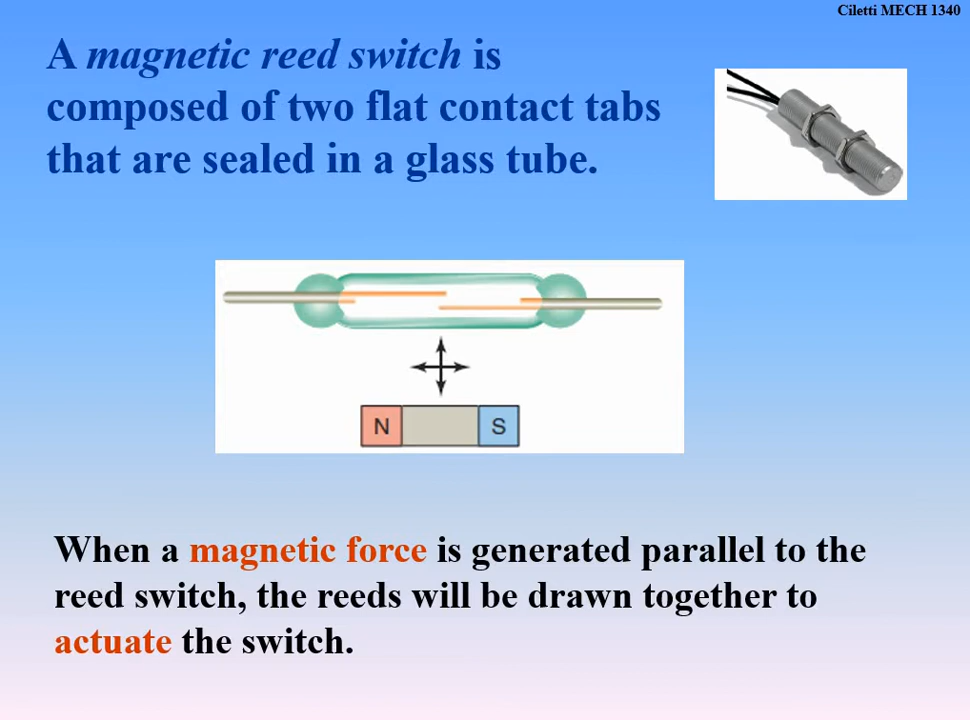 Ciletti MECH 1340
A magnetic reed switch is
composed of two flat contact tabs
that are sealed in a glass tube.
N
S
When a magnetic force is generated parallel to the
reed switch, the reeds will be drawn together to
actuate the switch.